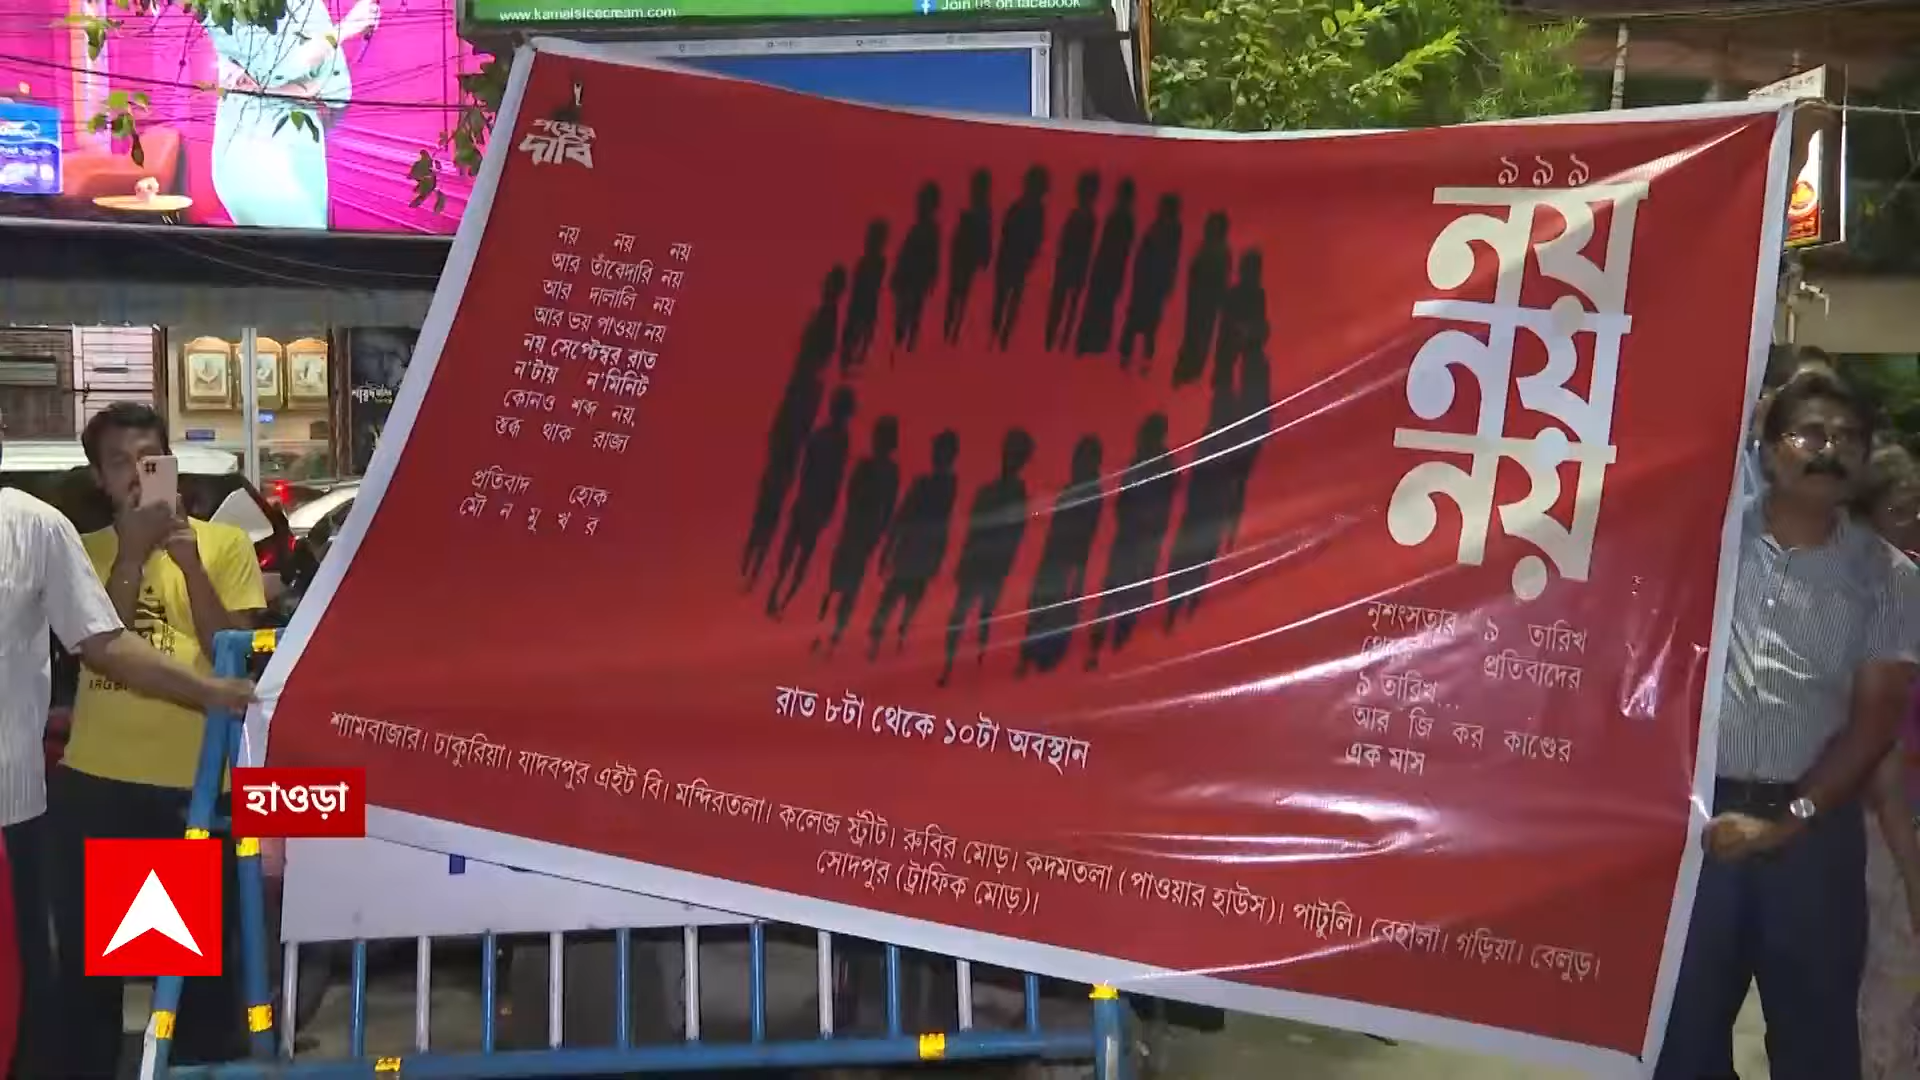 www.kamalsicecream.com
Join us on facebook
পথের
দাবি
নয় নয় নয়
আর তাঁবেদারি নয়
আর দালালি নয়
আর ভয় পাওয়া নয়
নয় সেপ্টেম্বর রাত
ন'টায় ন'মিনিট
কোনও শব্দ নয়,
স্তব্ধ থাক রাজ্য
প্রতিবাদ হোক
মৌ ন মু খ র
৯ ৯ ৯
নয়
নয়
নয়
নৃশংসতার ৯ তারিখ
থেকে প্রতিবাদের
৯ তারিখ...
আর জি কর কাণ্ডের
এক মাস
রাত ৮টা থেকে ১০টা অবস্থান
শ্যামবাজার। ঢাকুরিয়া। যাদবপুর এইট বি। মন্দিরতলা। কলেজ স্ট্রীট। রুবির মোড়। কদমতলা (পাওয়ার হাউস)। পাটুলি। বেহালা। গড়িয়া। বেলুড়।
সোদপুর (ট্রাফিক মোড়)।
হাওড়া